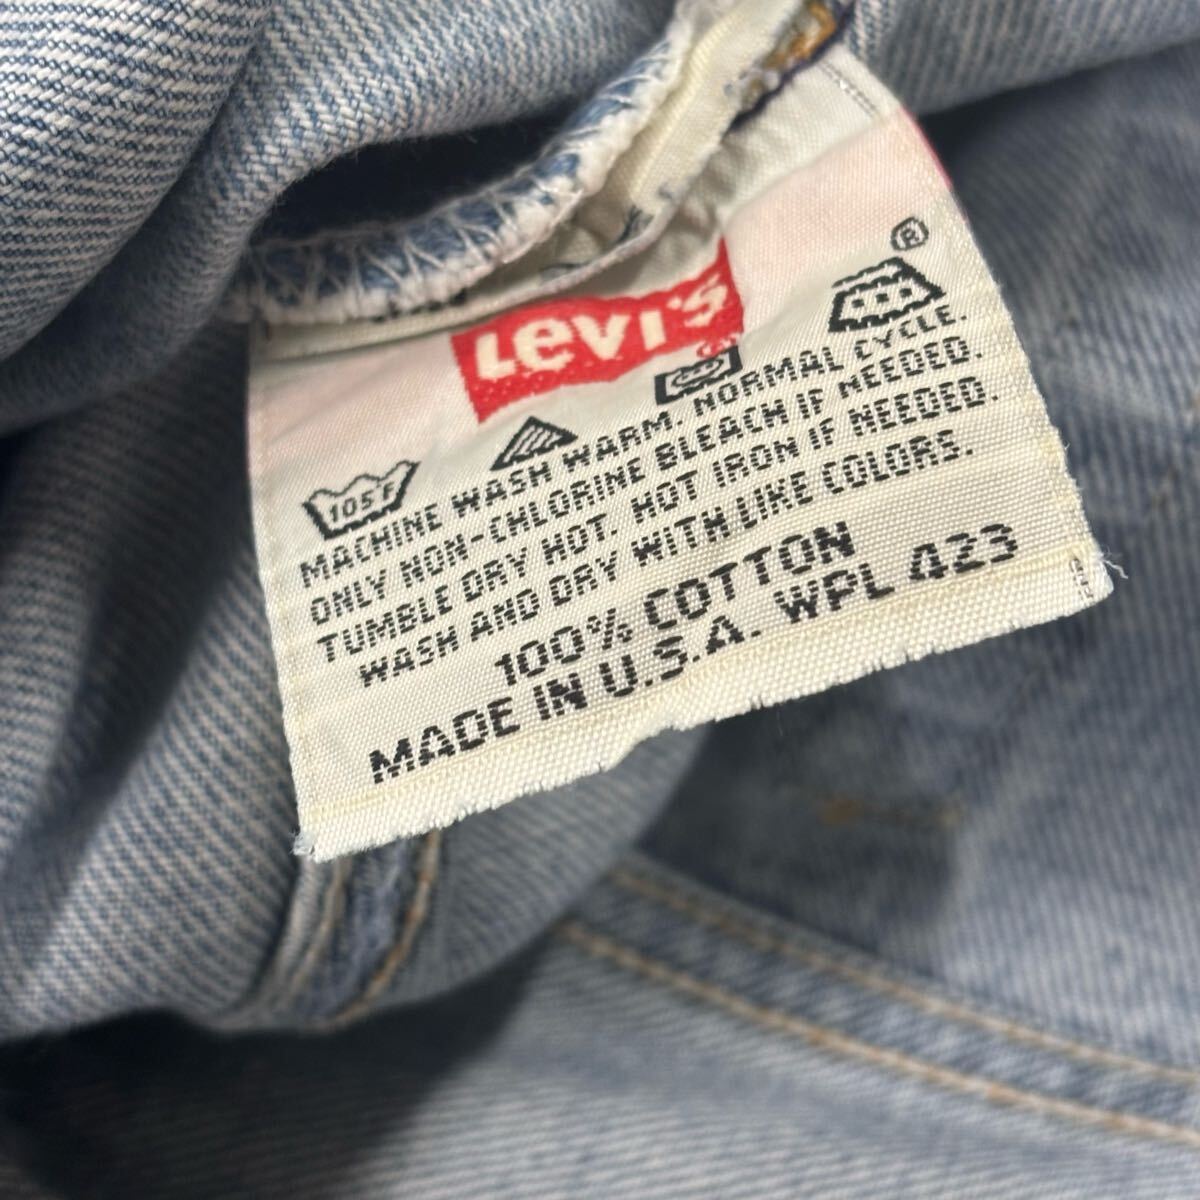 LEVI'S ®
105°F
MACHINE WASH WARM. NORMAL CYCLE.
ONLY NON-CHLORINE BLEACH IF NEEDED.
TUMBLE DRY HOT. HOT IRON IF NEEDED.
WASH AND DRY WITH LIKE COLORS.
100% COTTON
MADE IN U.S.A. WPL 423